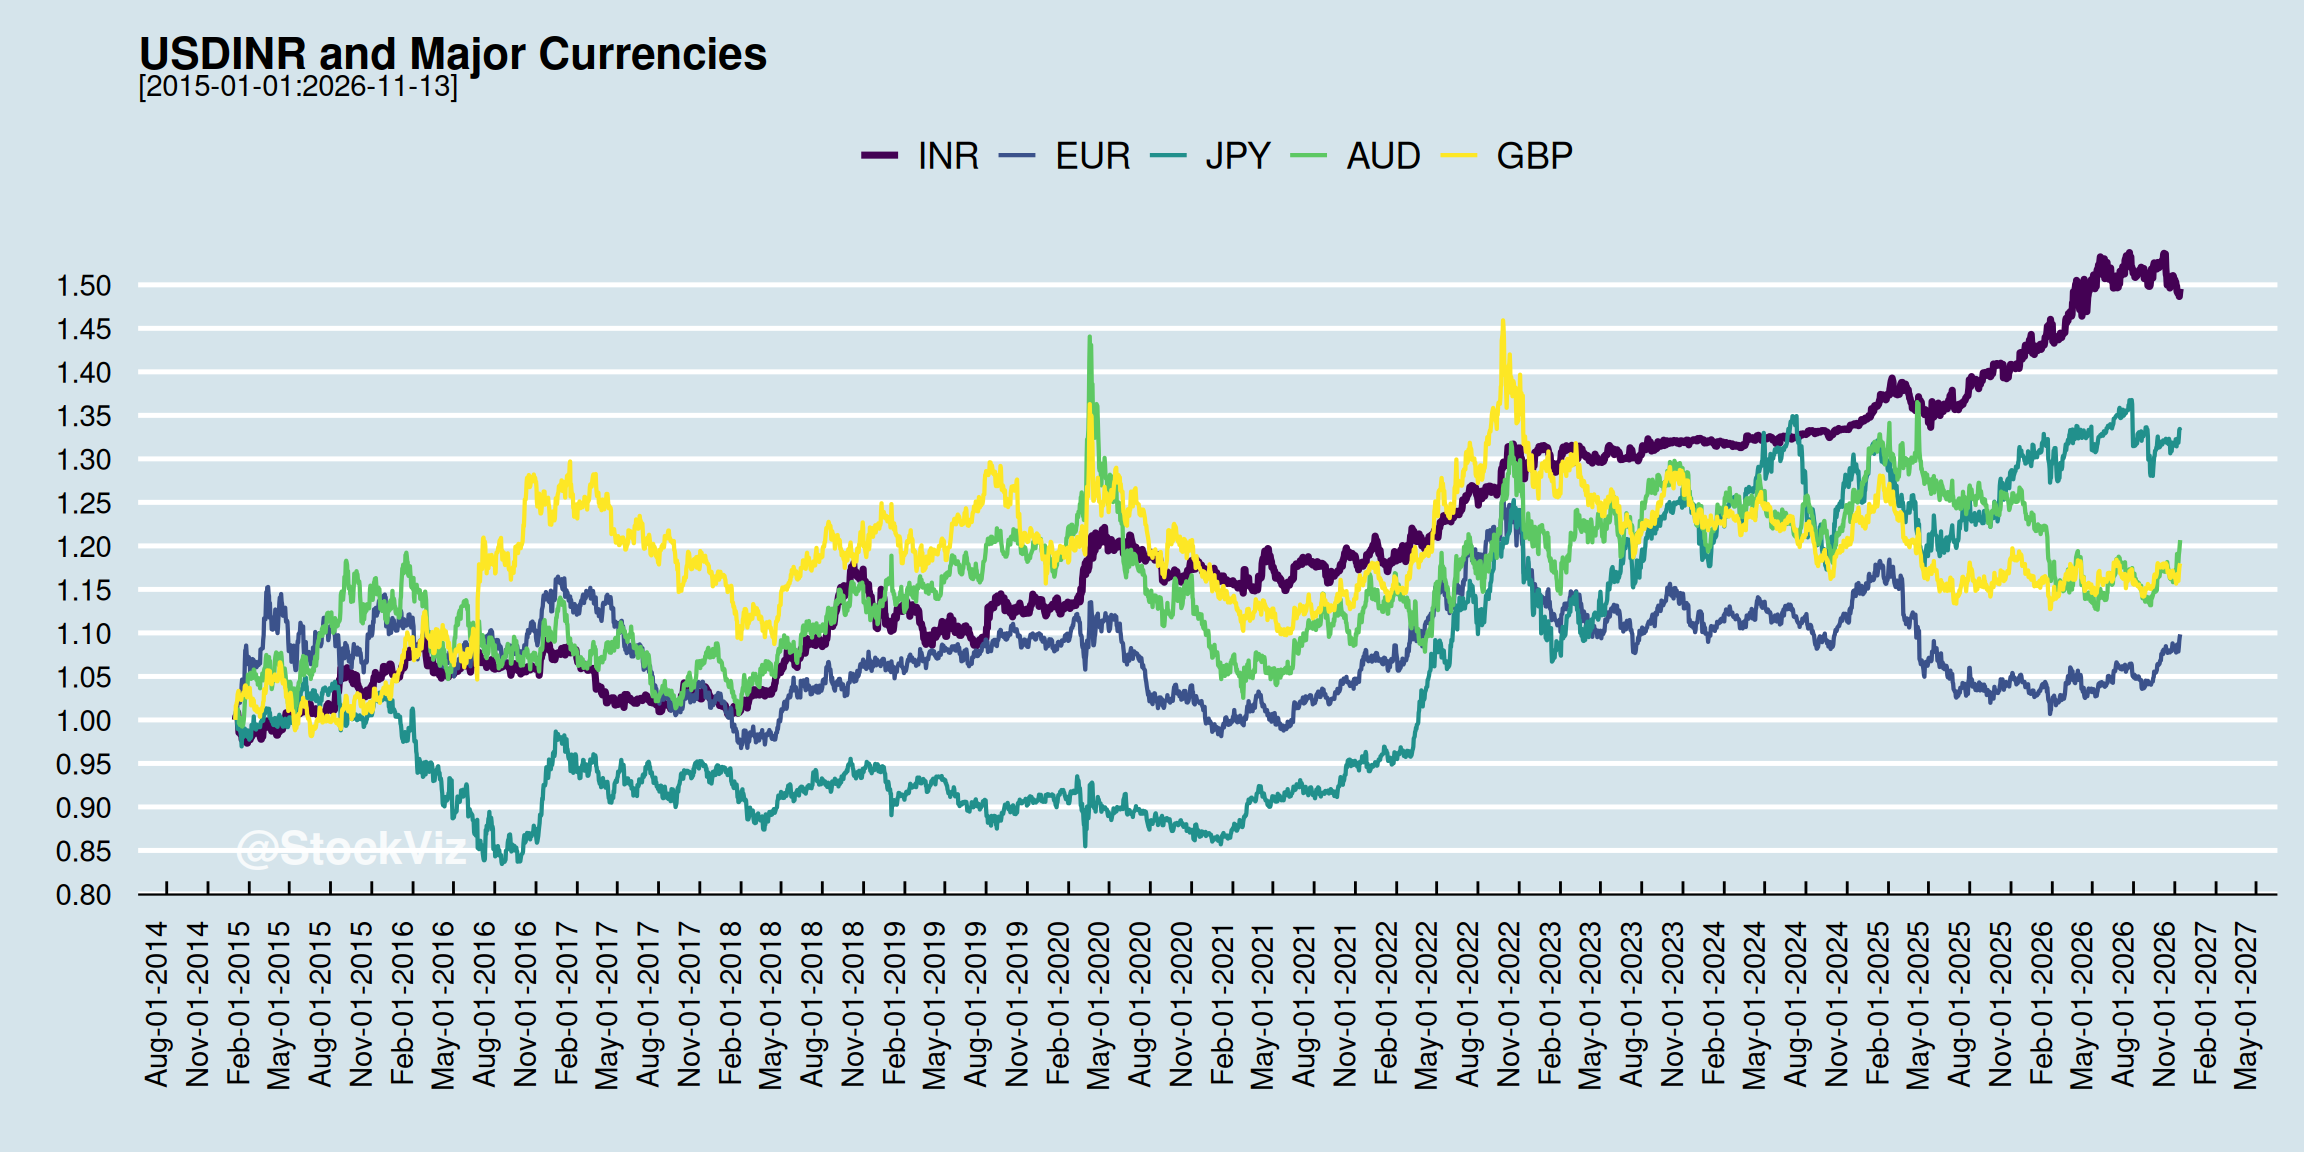 USDINR and Major Currencies
[2015-01-01:2026-11-13]
INR EUR JPY AUD GBP
1.50
1.45
1.40
1.35
1.30
1.25
1.20
1.15
1.10
1.05
1.00
0.95
0.90
0.85
0.80
@StockViz
Aug-01-2014
Nov-01-2014
Feb-01-2015
May-01-2015
Aug-01-2015
Nov-01-2015
Feb-01-2016
May-01-2016
Aug-01-2016
Nov-01-2016
Feb-01-2017
May-01-2017
Aug-01-2017
Nov-01-2017
Feb-01-2018
May-01-2018
Aug-01-2018
Nov-01-2018
Feb-01-2019
May-01-2019
Aug-01-2019
Nov-01-2019
Feb-01-2020
May-01-2020
Aug-01-2020
Nov-01-2020
Feb-01-2021
May-01-2021
Aug-01-2021
Nov-01-2021
Feb-01-2022
May-01-2022
Aug-01-2022
Nov-01-2022
Feb-01-2023
May-01-2023
Aug-01-2023
Nov-01-2023
Feb-01-2024
May-01-2024
Aug-01-2024
Nov-01-2024
Feb-01-2025
May-01-2025
Aug-01-2025
Nov-01-2025
Feb-01-2026
May-01-2026
Aug-01-2026
Nov-01-2026
Feb-01-2027
May-01-2027